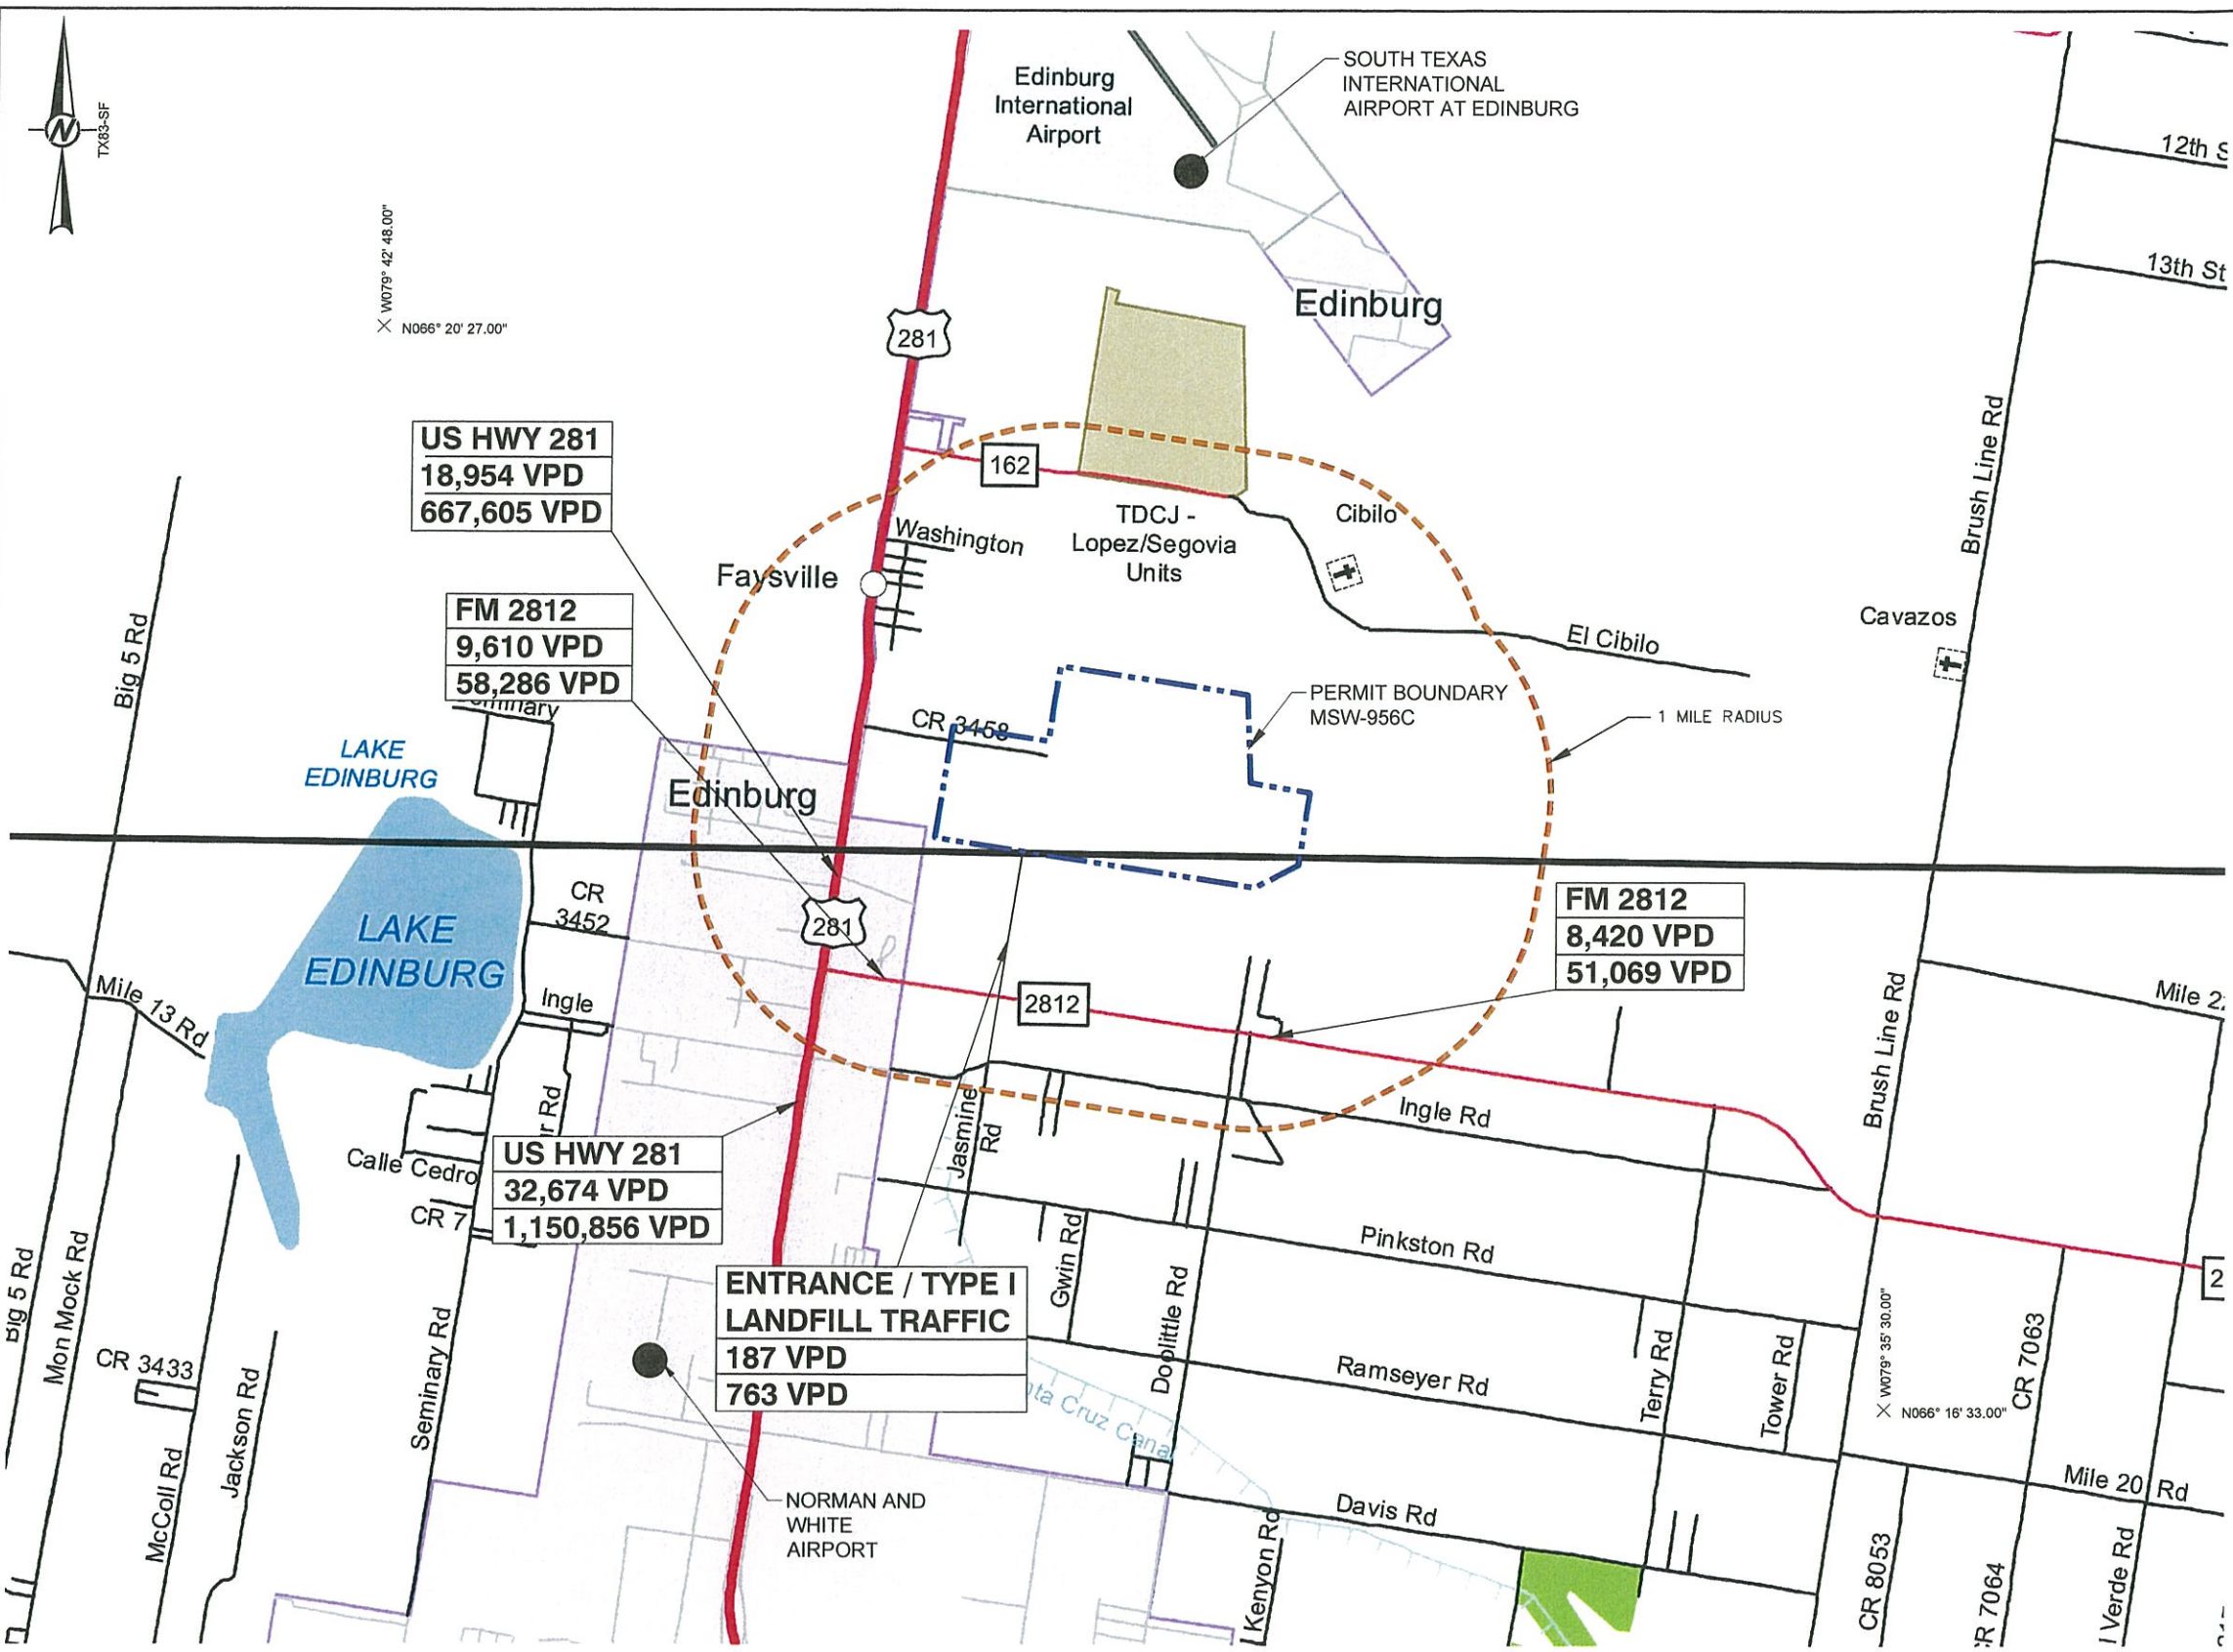 TX83-SF
Edinburg
International
Airport
SOUTH TEXAS
INTERNATIONAL
AIRPORT AT EDINBURG
12th S
13th St
W079° 42' 48.00"
N066° 20' 27.00"
281
Edinburg
Brush Line Rd
US HWY 281
18,954 VPD
667,605 VPD
162
Washington
TDCJ -
Lopez/Segovia
Units
Cibilo
Faysville
FM 2812
9,610 VPD
58,286 VPD
Big 5 Rd
El Cibilo
Cavazos
CR 3458
PERMIT BOUNDARY
MSW-956C
1 MILE RADIUS
LAKE
EDINBURG
Edinburg
CR
3452
281
FM 2812
8,420 VPD
51,069 VPD
LAKE
EDINBURG
Mile 13 Rd
Ingle
2812
Brush Line Rd
Mile 2
Jasmine
Rd
Ingle Rd
r Rd
Calle Cedro
CR 7
US HWY 281
32,674 VPD
1,150,856 VPD
Gwin Rd
Pinkston Rd
Big 5 Rd
Mon Mock Rd
Seminary Rd
ENTRANCE / TYPE I
LANDFILL TRAFFIC
187 VPD
763 VPD
Doolittle Rd
2
CR 3433
Jackson Rd
McColl Rd
Ramseyer Rd
Terry Rd
Tower Rd
W079° 35' 30.00"
N066° 16' 33.00"
CR 7063
nta Cruz Canal
Mile 20 Rd
NORMAN AND
WHITE
AIRPORT
Davis Rd
Kenyon Rd
CR 8053
CR 7064
l Verde Rd